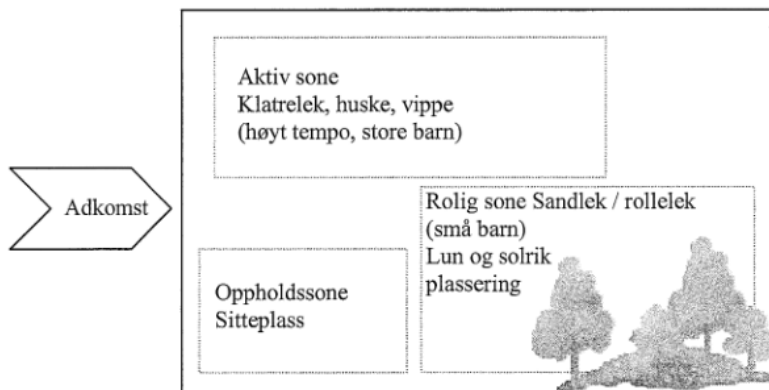 Aktiv sone
Klatrelek, huske, vippe
(høyt tempo, store barn)
Adkomst
Rolig sone Sandlek / rollelek
(små barn)
Lun og solrik
plassering
Oppholdssone
Sitteplass